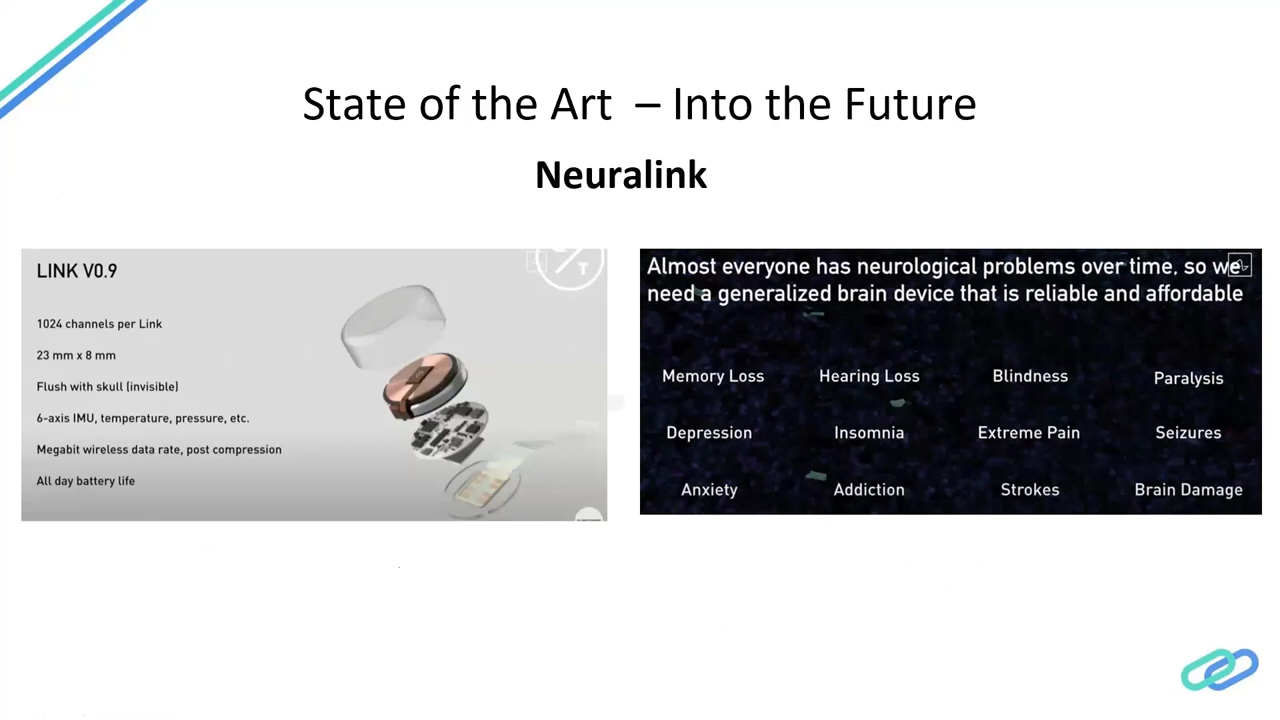 State of the Art – Into the Future
Neuralink
LINK V0.9
1024 channels per Link
23 mm x 8 mm
Flush with skull (invisible)
6-axis IMU, temperature, pressure, etc.
Megabit wireless data rate, post compression
All day battery life
Almost everyone has neurological problems over time, so we
need a generalized brain device that is reliable and affordable
Memory Loss Hearing Loss Blindness Paralysis
Depression Insomnia Extreme Pain Seizures
Anxiety Addiction Strokes Brain Damage